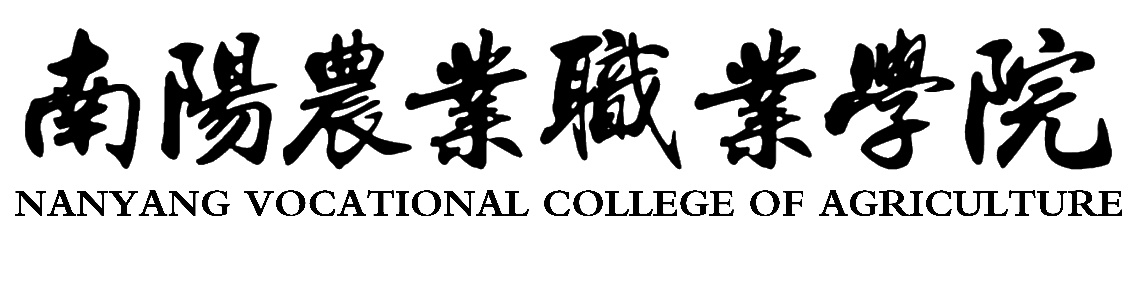 南陽農業職業學院
NANYANG VOCATIONAL COLLEGE OF AGRICULTURE